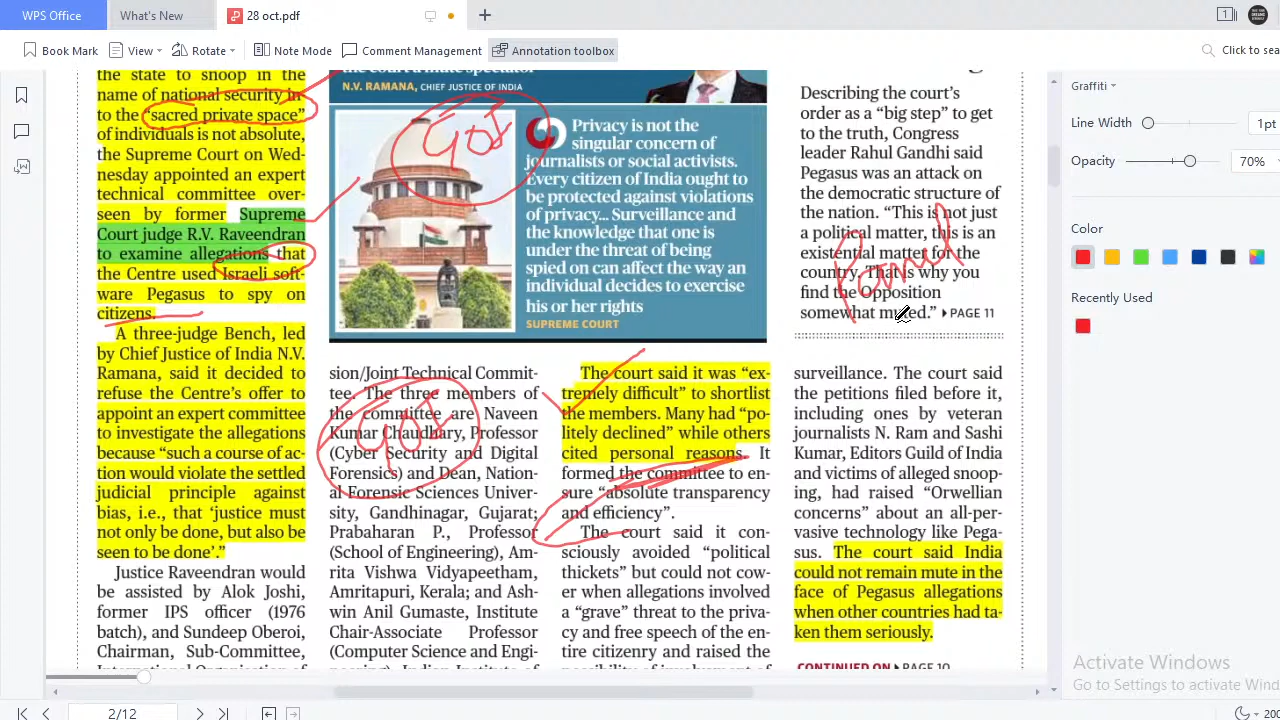 WPS Office
What's New
28 oct.pdf
1
Book Mark
View
Rotate
Note Mode
Comment Management
Annotation toolbox
Click to sea
the state to snoop in the
name of national security in
to the “sacred private space”
of individuals is not absolute,
the Supreme Court on Wed-
nesday appointed an expert
technical committee over-
seen by former Supreme
Court judge R.V. Raveendran
to examine allegations that
the Centre used Israeli soft-
ware Pegasus to spy on
citizens.
A three-judge Bench, led
by Chief Justice of India N.V.
Ramana, said it decided to
refuse the Centre's offer to
appoint an expert committee
to investigate the allegations
because “such a course of ac-
tion would violate the settled
judicial principle against
bias, i.e., that ‘justice must
not only be done, but also be
seen to be done’.”
Justice Raveendran would
be assisted by Alok Joshi,
former IPS officer (1976
batch), and Sundeep Oberoi,
Chairman, Sub-Committee,
International Organisation of
the court a mute spectator
N.V. RAMANA, CHIEF JUSTICE OF INDIA
GOI
Privacy is not the
singular concern of
journalists or social activists.
Every citizen of India ought to
be protected against violations
of privacy... Surveillance and
the knowledge that one is
under the threat of being
spied on can affect the way an
individual decides to exercise
his or her rights
SUPREME COURT
sion/Joint Technical Commit-
tee. The three members of
the committee are Naveen
Kumar Chaudhary, Professor
(Cyber Security and Digital
Forensics) and Dean, Nation-
al Forensic Sciences Univer-
sity, Gandhinagar, Gujarat;
Prabaharan P., Professor
(School of Engineering), Am-
rita Vishwa Vidyapeetham,
Amritapuri, Kerala; and Ash-
win Anil Gumaste, Institute
Chair-Associate Professor
(Computer Science and Engi-
neering), Indian Institute of
GOI
The court said it was “ex-
tremely difficult” to shortlist
the members. Many had “po-
litely declined” while others
cited personal reasons. It
formed the committee to en-
sure “absolute transparency
and efficiency”.
The court said it con-
sciously avoided “political
thickets” but could not cow-
er when allegations involved
a “grave” threat to the priva-
cy and free speech of the en-
tire citizenry and raised the
possibility of involvement of
Describing the court's
order as a “big step” to get
to the truth, Congress
leader Rahul Gandhi said
Pegasus was an attack on
the democratic structure of
the nation. “This is not just
a political matter, this is an
existential matter for the
country. That is why you
find the Opposition
somewhat muted.” PAGE 11
surveillance. The court said
the petitions filed before it,
including ones by veteran
journalists N. Ram and Sashi
Kumar, Editors Guild of India
and victims of alleged snoop-
ing, had raised “Orwellian
concerns” about an all-per-
vasive technology like Pega-
sus. The court said India
could not remain mute in the
face of Pegasus allegations
when other countries had ta-
ken them seriously.
CONTINUED ON PAGE 10
Graffiti
Line Width
1pt
Opacity
70%
Color
Recently Used
Activate Windows
Go to Settings to activate Wind
2/12
200